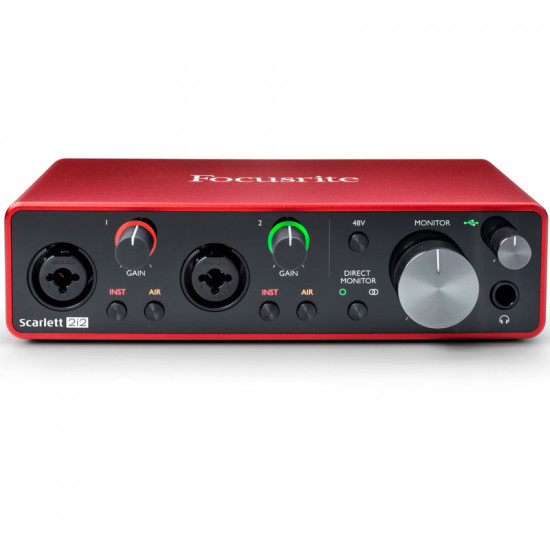 Focusrite
1
2
48V
MONITOR
GAIN
GAIN
DIRECT
MONITOR
INST
AIR
INST
AIR
Scarlett 2i2